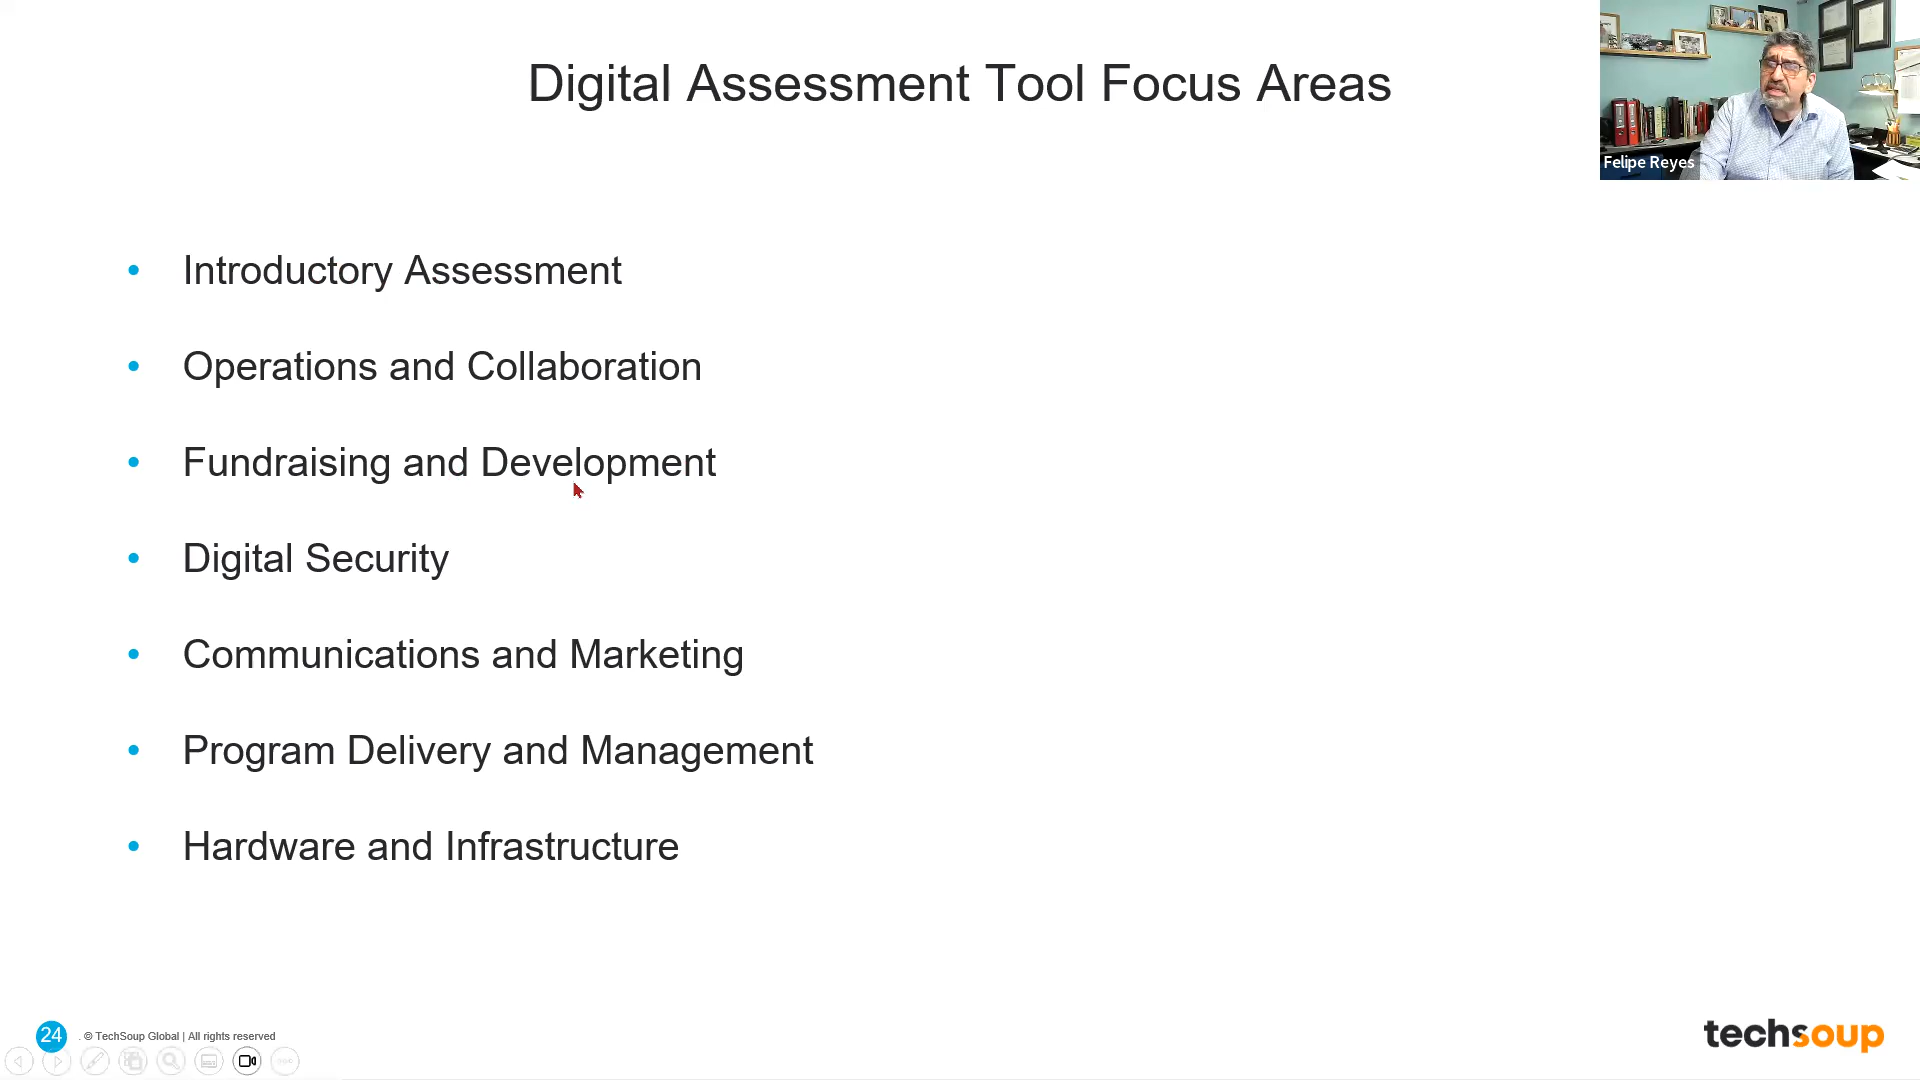 Digital Assessment Tool Focus Areas
Felipe Reyes
• Introductory Assessment
• Operations and Collaboration
• Fundraising and Development
• Digital Security
• Communications and Marketing
• Program Delivery and Management
• Hardware and Infrastructure
24 . © TechSoup Global | All rights reserved
techsoup